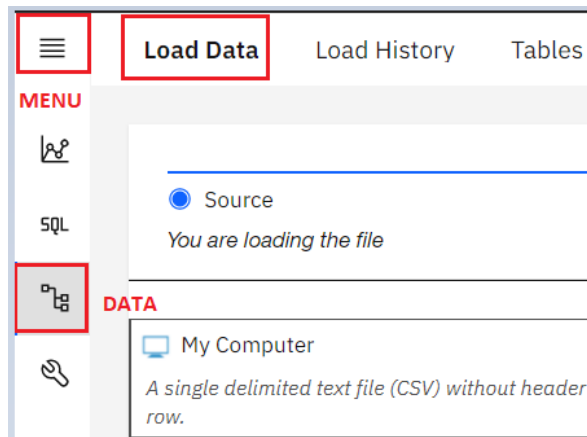 Load Data Load History Tables
MENU
SQL
Source
You are loading the file
DATA
My Computer
A single delimited text file (CSV) without header
row.